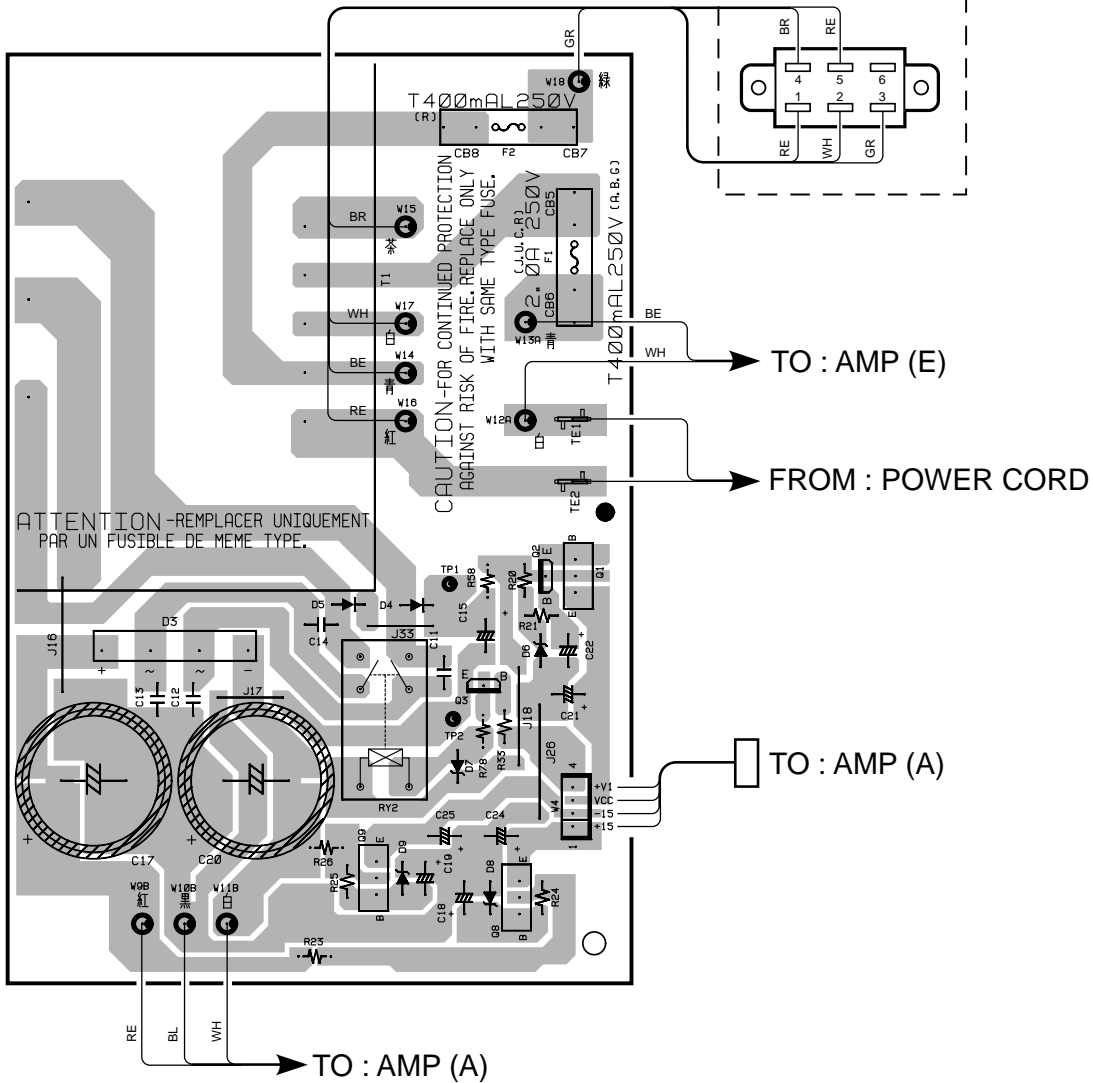 BR
RE
4
5
6
1
2
3
RE
WH
GR
GR
W18
緑
T400mAL250V
(R)
CB8
F2
CB7
W15
BR
茶
T1
W17
WH
白
W14
BE
青
W16
RE
紅
CAUTION-FOR CONTINUED PROTECTION
AGAINST RISK OF FIRE. REPLACE ONLY
WITH SAME TYPE FUSE.
2.0A 250V
(J.U.C.R)
CB5
F1
CB6
T400mAL250V (A.B.G)
W13A
青
BE
WH
TO : AMP (E)
W12A
白
TE1
TE2
FROM : POWER CORD
ATTENTION-REMPLACER UNIQUEMENT
PAR UN FUSIBLE DE MEME TYPE.
J16
D3
+
~
~
-
C13
C12
J17
D5
D4
C14
J33
C11
TP1
C15
+
R58
R20
Q2
E
B
B
Q1
E
R21
D6
+
C22
C21
+
E
B
Q3
TP2
R78
R33
J18
J26
D7
RY2
4
W4
1
+V1
VCC
-15
+15
TO : AMP (A)
+
C17
+
C20
R26
R25
Q9
E
B
D9
C25
+
C19
+
C24
+
C18
+
D8
Q8
E
B
R24
R23
W9B
紅
W10B
黒
W11B
白
RE
BL
WH
TO : AMP (A)